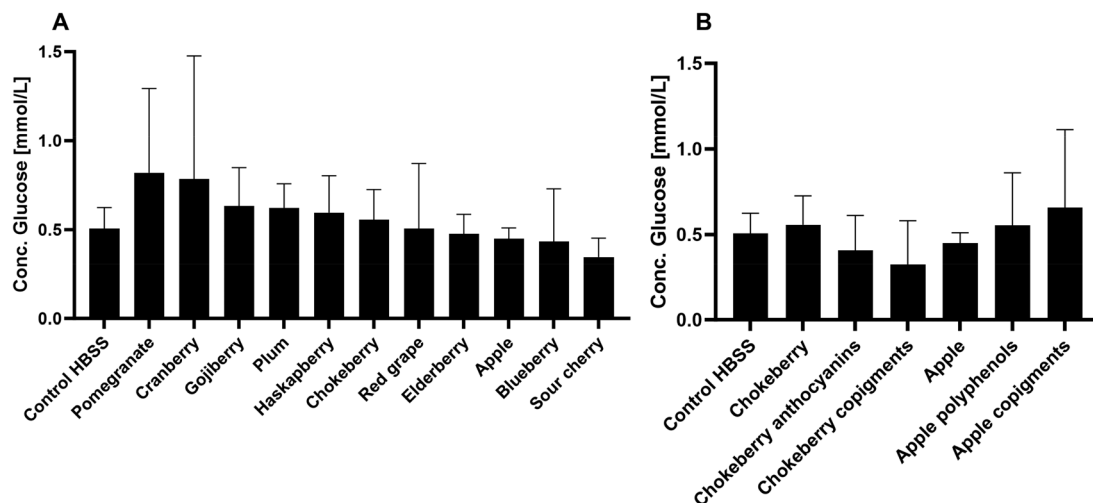 A
Conc. Glucose [mmol/L]
1.5
1.0
0.5
0.0
Control HBSS
Pomegranate
Cranberry
Gojiberry
Plum
Haskapberry
Chokeberry
Red grape
Elderberry
Apple
Blueberry
Sour cherry
B
Conc. Glucose [mmol/L]
1.5
1.0
0.5
0.0
Control HBSS
Chokeberry
Chokeberry anthocyanins
Chokeberry copigments
Apple
Apple polyphenols
Apple copigments